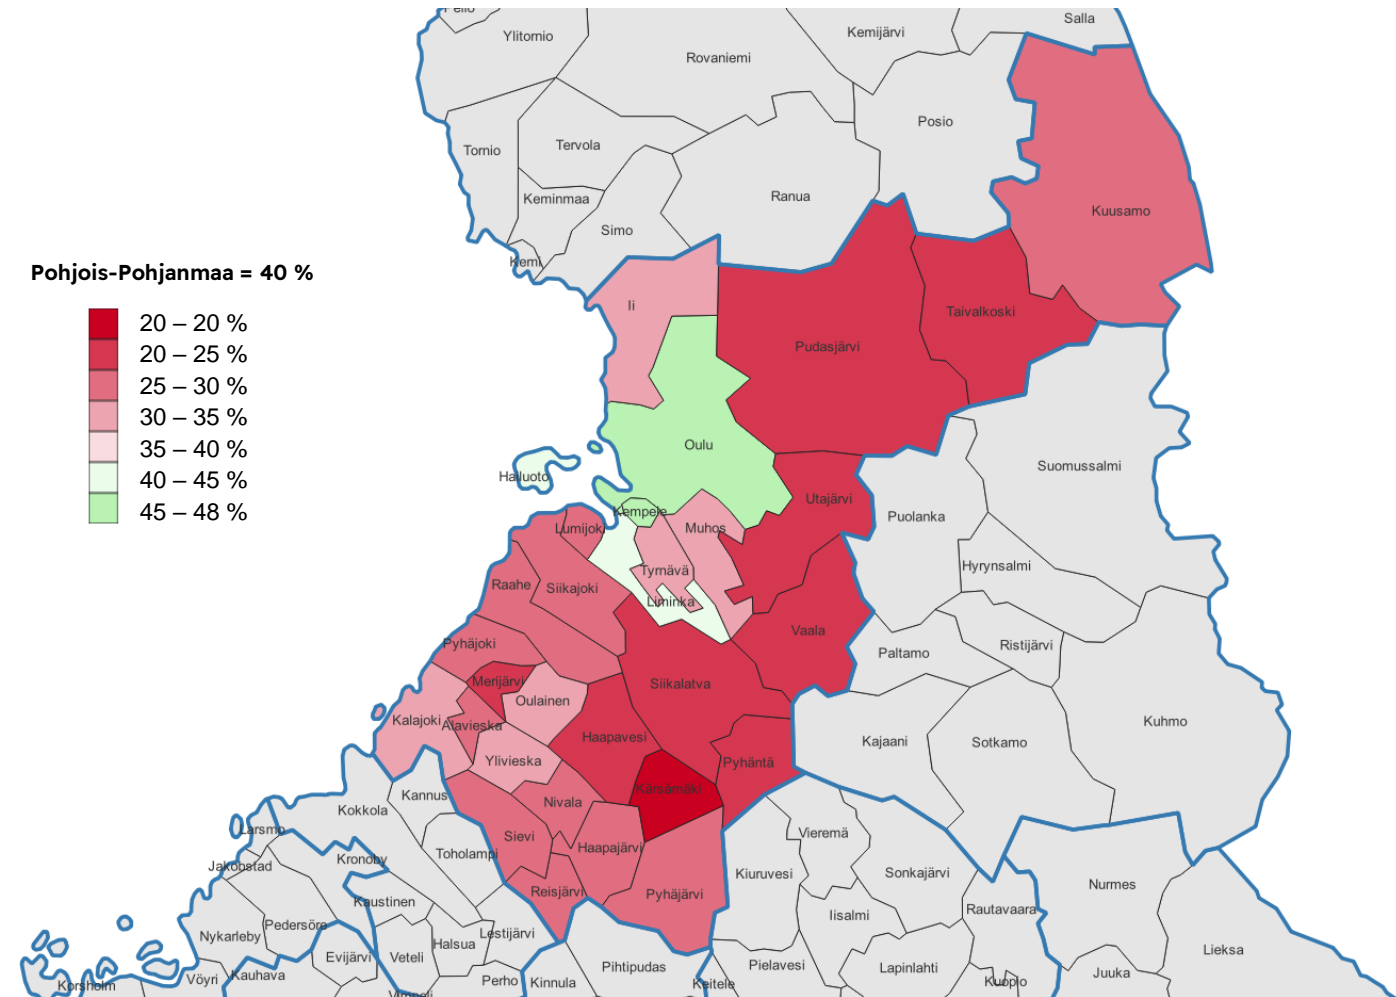 Pello
Salla
Ylitornio
Kemijärvi
Rovaniemi
Posio
Tornio
Tervola
Ranua
Keminmaa
Kuusamo
Simo
Kemi
Pohjois-Pohjanmaa = 40 %
20 – 20 %
20 – 25 %
25 – 30 %
30 – 35 %
35 – 40 %
40 – 45 %
45 – 48 %
Ii
Taivalkoski
Pudasjärvi
Oulu
Suomussalmi
Hailuoto
Utajärvi
Kempele
Puolanka
Lumijoki
Muhos
Hyrynsalmi
Tyrnävä
Raahe
Siikajoki
Liminka
Vaala
Pyhäjoki
Ristijärvi
Paltamo
Merijärvi
Siikalatva
Oulainen
Kalajoki
Alavieska
Kuhmo
Haapavesi
Kajaani
Sotkamo
Ylivieska
Pyhäntä
Kärsämäki
Kannus
Nivala
Kokkola
Larsmo
Sievi
Vieremä
Haapajärvi
Toholampi
Kronoby
Jakobstad
Kiuruvesi
Sonkajärvi
Nurmes
Reisjärvi
Pyhäjärvi
Kaustinen
Rautavaara
Iisalmi
Pedersöre
Nykarleby
Lestijärvi
Halsua
Lieksa
Evijärvi
Veteli
Pihtipudas
Pielavesi
Lapinlahti
Juuka
Kauhava
Vöyri
Perho
Kinnula
Keitele
Kuopio
Korsholm
Vimpeli